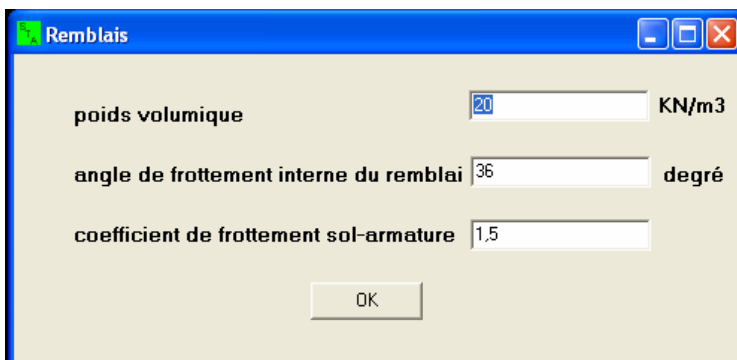 STA Remblais
poids volumique 20 KN/m3
angle de frottement interne du remblai 36 degré
coefficient de frottement sol-armature 1,5
OK